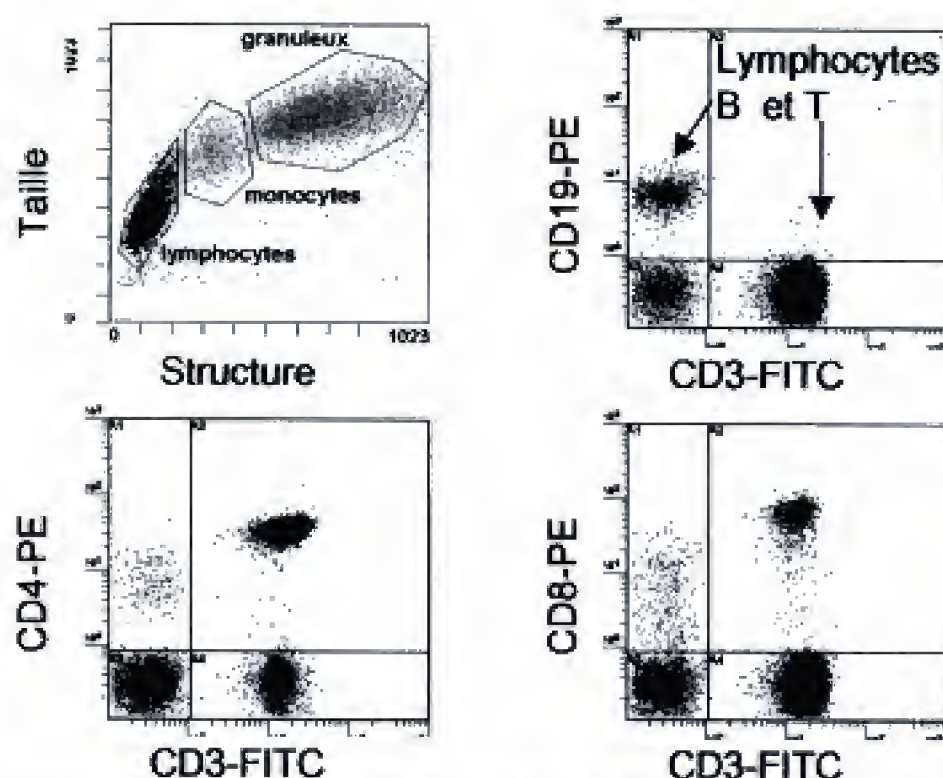 granuleux
monocytes
lymphocytes
Taille
0
1023
Structure
Lymphocytes
B et T
CD19-PE
CD3-FITC
CD4-PE
CD3-FITC
CD8-PE
CD3-FITC